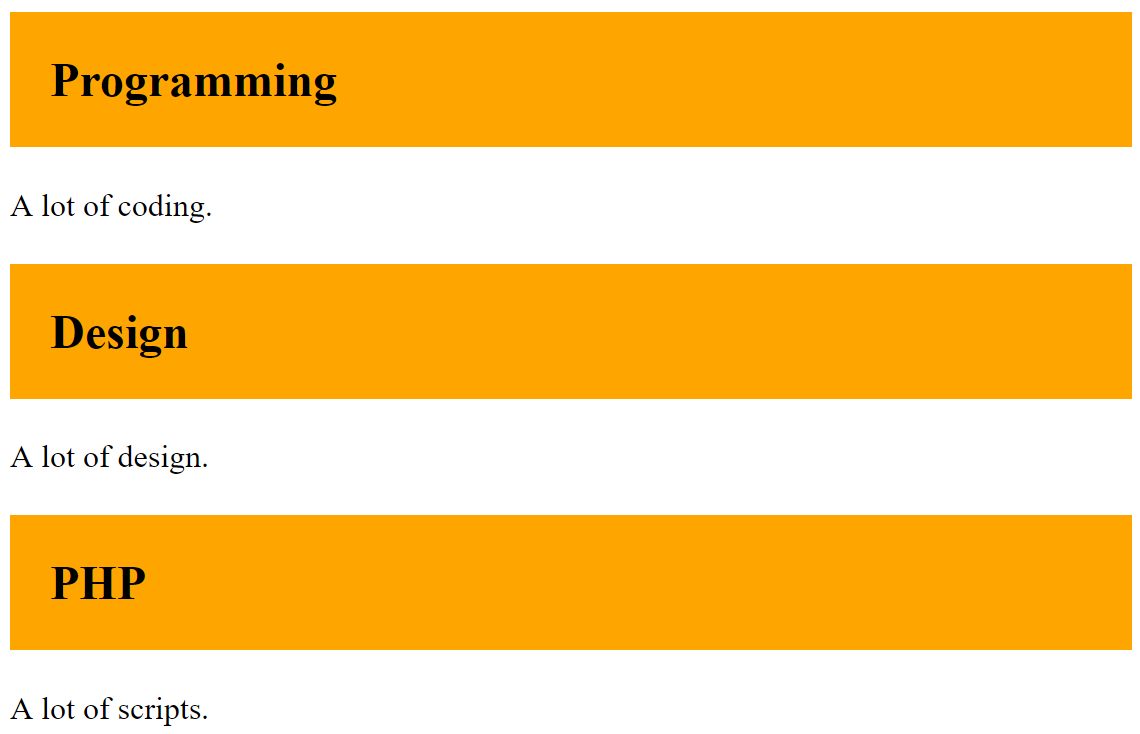 Programming
A lot of coding.
Design
A lot of design.
PHP
A lot of scripts.